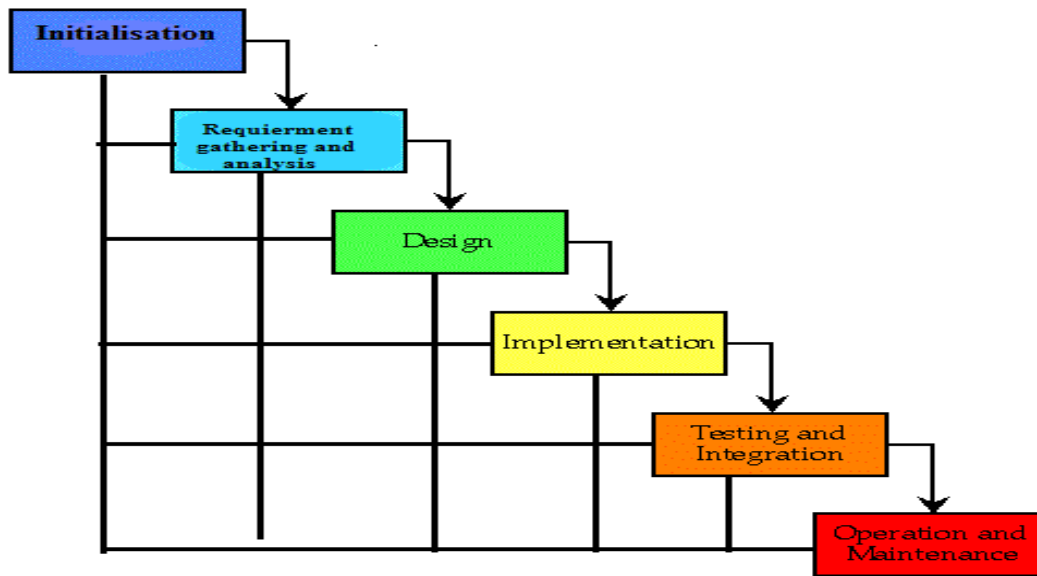 Initialisation
Requierment
gathering and
analysis
Design
Implementation
Testing and
Integration
Operation and
Maintenance